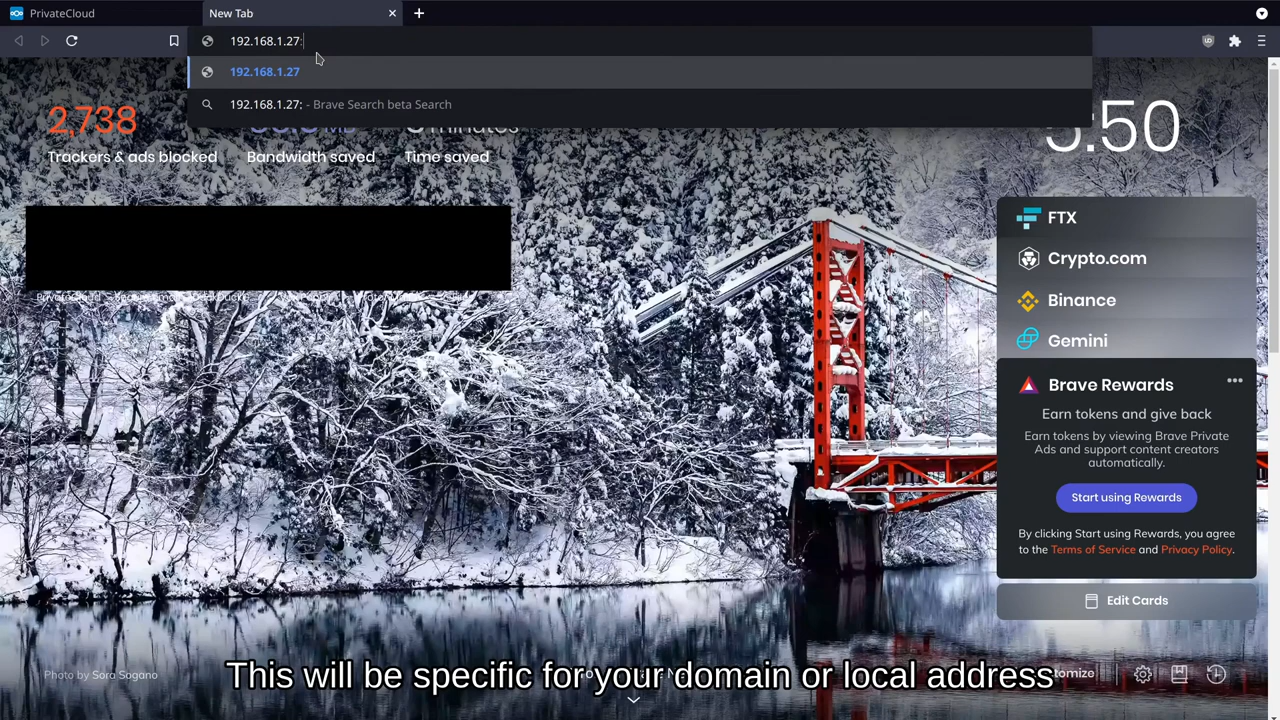 PrivateCloud
New Tab
192.168.1.27:
192.168.1.27
192.168.1.27: - Brave Search beta Search
2,738
Trackers & ads blocked
Bandwidth saved
minutes
Time saved
5:50
FTX
Crypto.com
Binance
Gemini
Brave Rewards
Earn tokens and give back
Earn tokens by viewing Brave Private
Ads and support content creators
automatically.
Start using Rewards
By clicking Start using Rewards, you agree
to the Terms of Service and Privacy Policy.
Edit Cards
Photo by Sora Sagano
This will be specific for your domain or local address